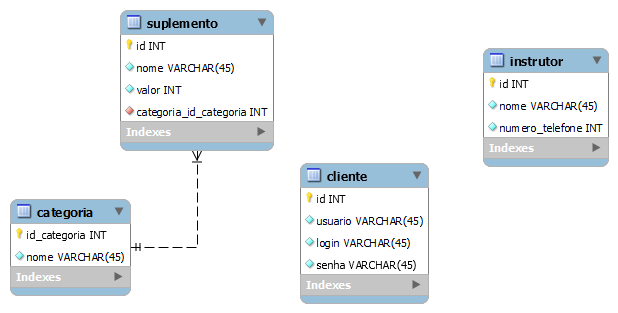 suplemento
id INT
nome VARCHAR(45)
valor INT
categoria_id_categoria INT
Indexes
instrutor
id INT
nome VARCHAR(45)
numero_telefone INT
Indexes
cliente
id INT
usuario VARCHAR(45)
login VARCHAR(45)
senha VARCHAR(45)
Indexes
categoria
id_categoria INT
nome VARCHAR(45)
Indexes